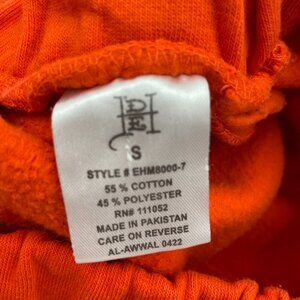 S
STYLE # EHM8000-7
55 % COTTON
45 % POLYESTER
RN# 111052
MADE IN PAKISTAN
CARE ON REVERSE
AL-AWWAL 0422